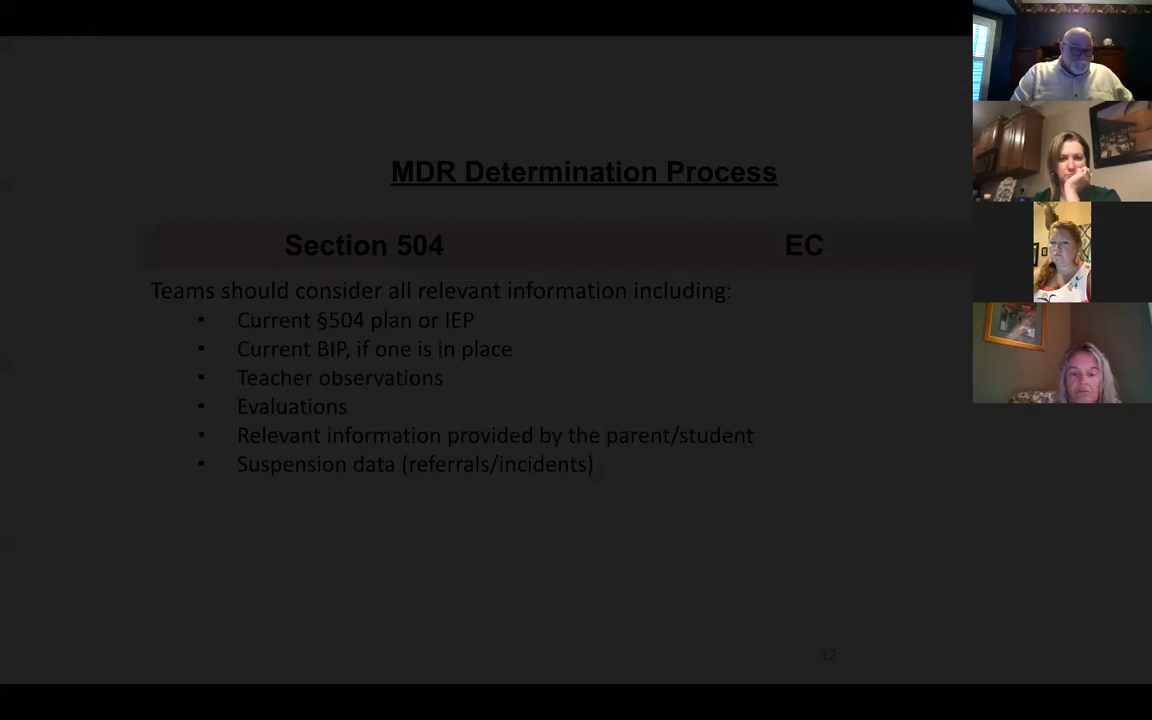 MDR Determination Process
Section 504 EC
Teams should consider all relevant information including:
• Current §504 plan or IEP
• Current BIP, if one is in place
• Teacher observations
• Evaluations
• Relevant information provided by the parent/student
• Suspension data (referrals/incidents)
12